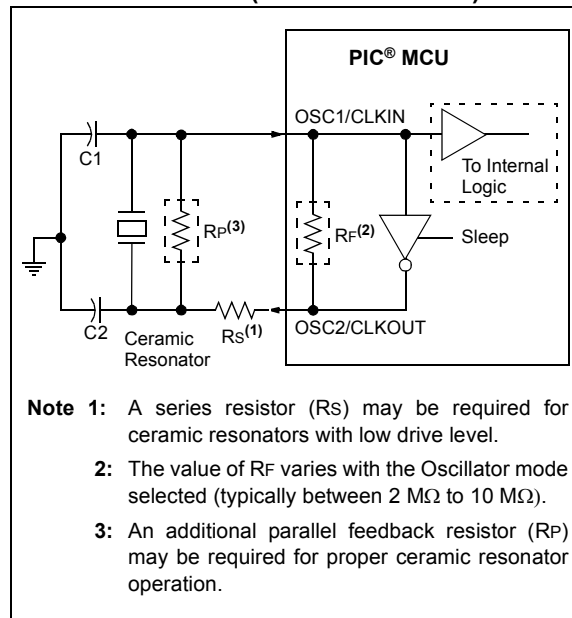 PIC® MCU
OSC1/CLKIN
C1
To Internal
Logic
RP(3)
RF(2)
Sleep
C2
Ceramic
Resonator
RS(1)
OSC2/CLKOUT
Note 1: A series resistor (RS) may be required for
ceramic resonators with low drive level.
2: The value of RF varies with the Oscillator mode
selected (typically between 2 MΩ to 10 MΩ).
3: An additional parallel feedback resistor (RP)
may be required for proper ceramic resonator
operation.